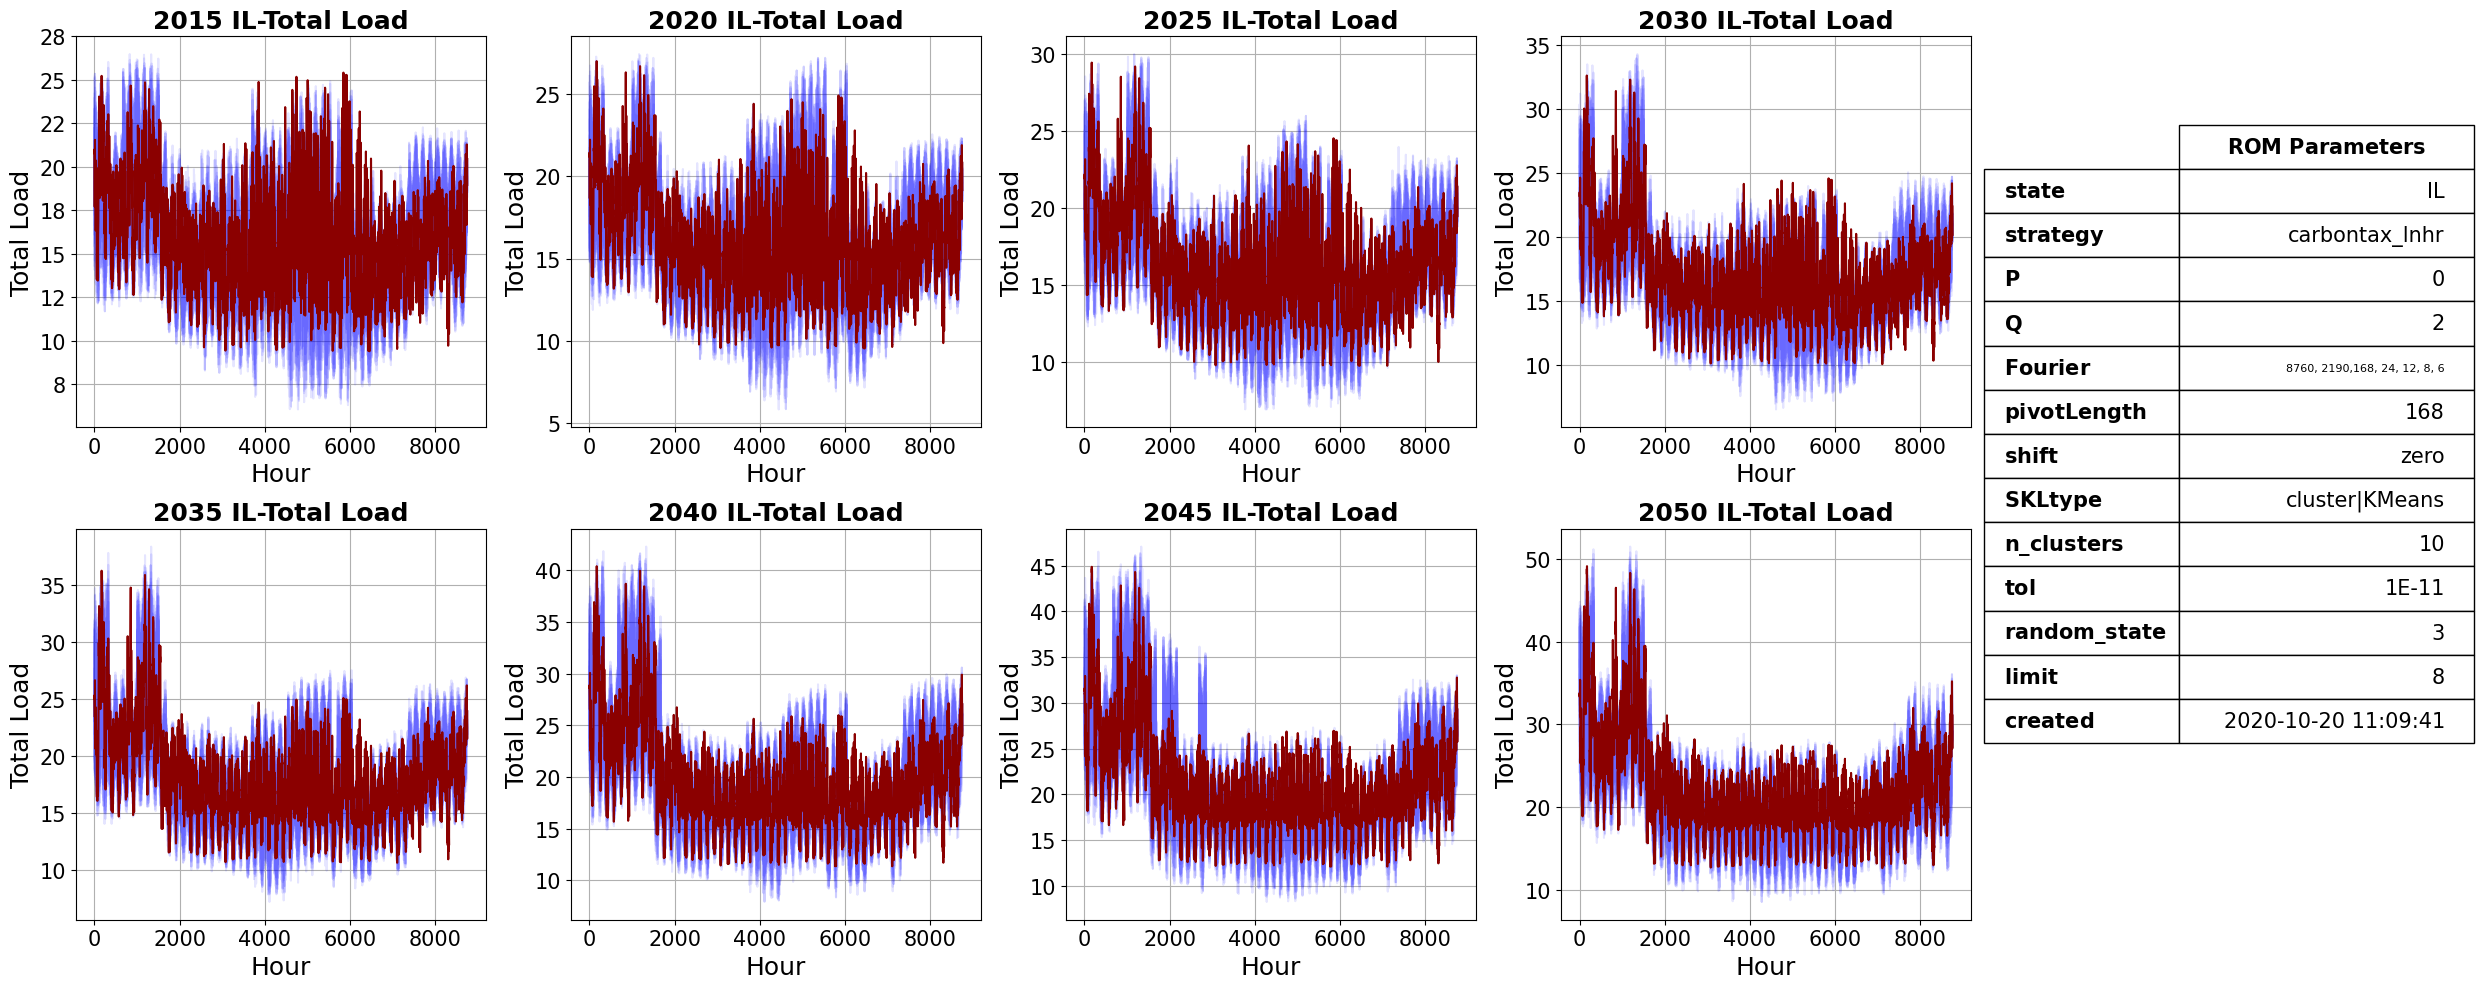 2015 IL-Total Load
Total Load
28
25
22
20
18
15
12
10
8
0 2000 4000 6000 8000
Hour
2020 IL-Total Load
Total Load
25
20
15
10
5
0 2000 4000 6000 8000
Hour
2025 IL-Total Load
Total Load
30
25
20
15
10
0 2000 4000 6000 8000
Hour
2030 IL-Total Load
Total Load
35
30
25
20
15
10
0 2000 4000 6000 8000
Hour
2035 IL-Total Load
Total Load
35
30
25
20
15
10
0 2000 4000 6000 8000
Hour
2040 IL-Total Load
Total Load
40
35
30
25
20
15
10
0 2000 4000 6000 8000
Hour
2045 IL-Total Load
Total Load
45
40
35
30
25
20
15
10
0 2000 4000 6000 8000
Hour
2050 IL-Total Load
Total Load
50
40
30
20
10
0 2000 4000 6000 8000
Hour
ROM Parameters
state IL
strategy carbontax_lnhr
P 0
Q 2
Fourier 8760, 2190,168, 24, 12, 8, 6
pivotLength 168
shift zero
SKLtype cluster|KMeans
n_clusters 10
tol 1E-11
random_state 3
limit 8
created 2020-10-20 11:09:41